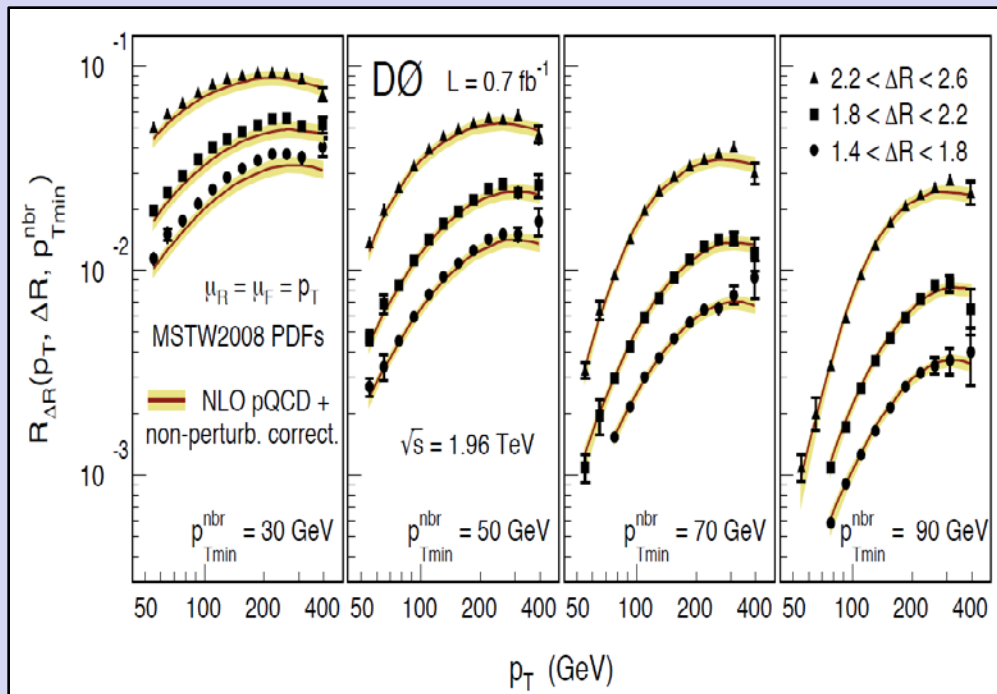 R_ΔR(p_T, ΔR, p_Tmin^nbr)
10^-1
10^-2
10^-3
DØ L = 0.7 fb^-1
▲ 2.2 < ΔR < 2.6
■ 1.8 < ΔR < 2.2
● 1.4 < ΔR < 1.8
μ_R = μ_F = p_T
MSTW2008 PDFs
NLO pQCD +
non-perturb. correct.
√s = 1.96 TeV
p_Tmin^nbr = 30 GeV
p_Tmin^nbr = 50 GeV
p_Tmin^nbr = 70 GeV
p_Tmin^nbr = 90 GeV
50 100 200 400
50 100 200 400
50 100 200 400
50 100 200 400
p_T (GeV)